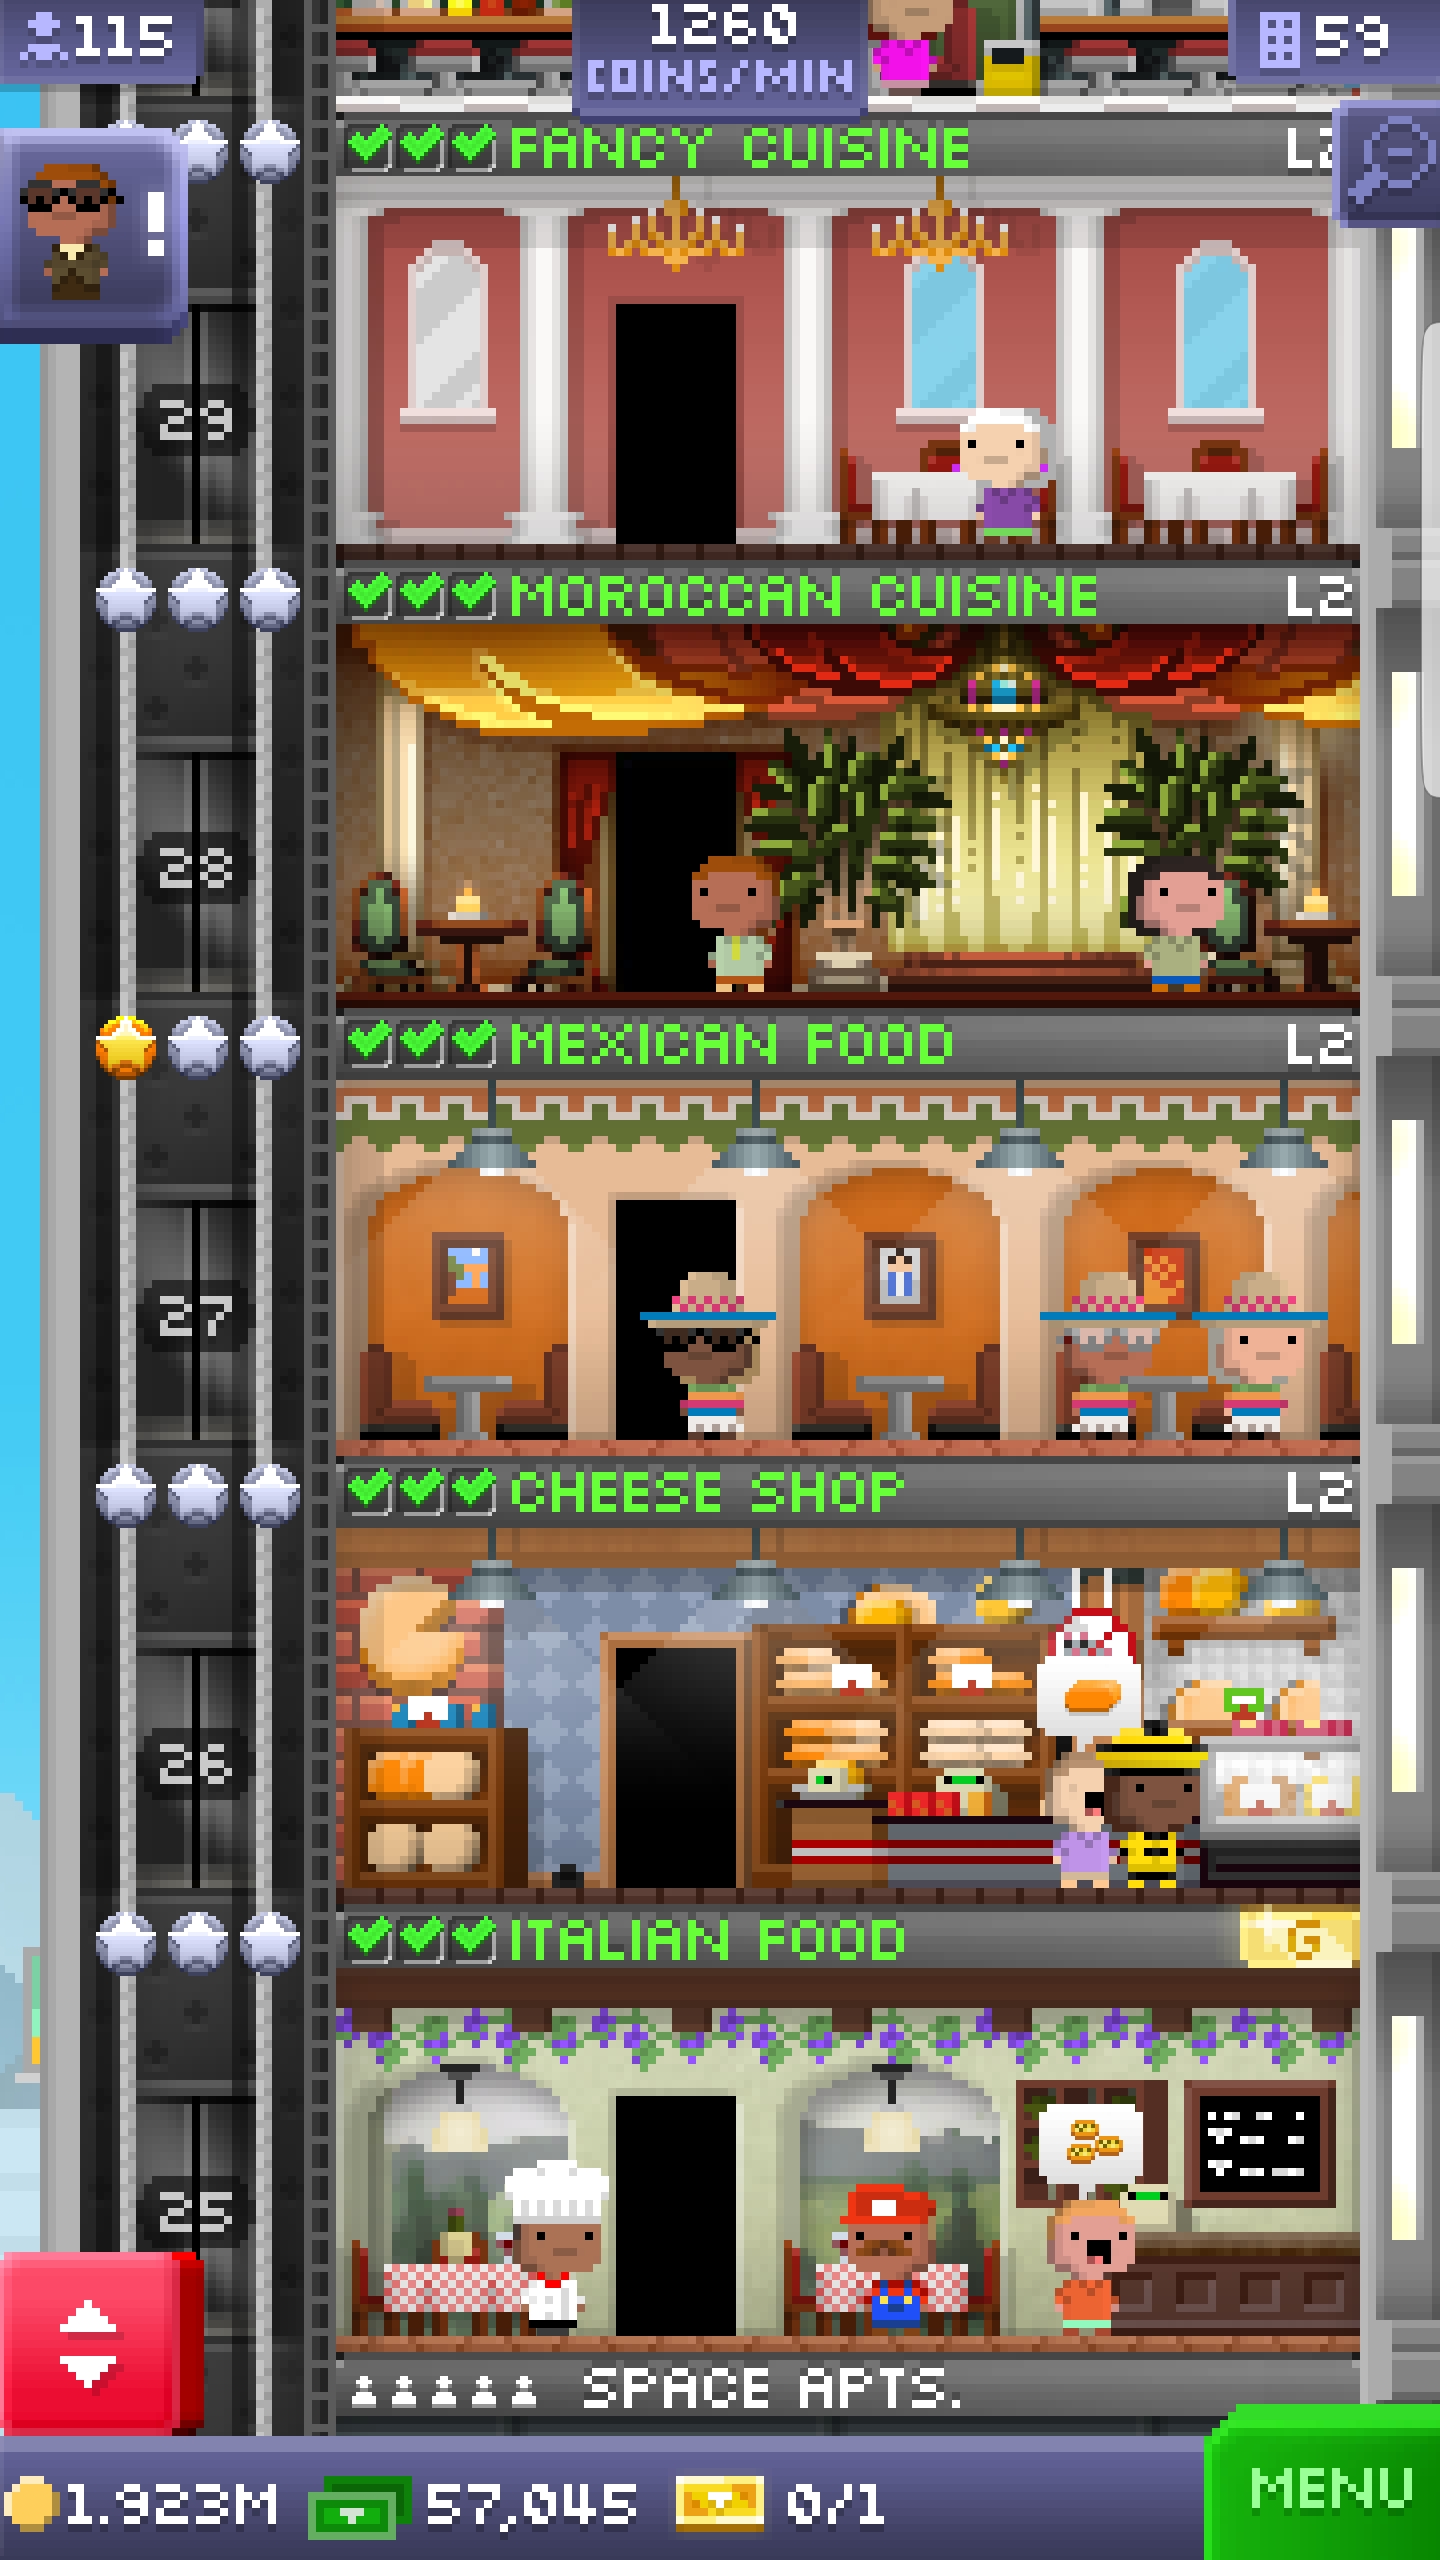 115
1260
COINS/MIN
59
FANCY CUISINE
!
29
MOROCCAN CUISINE L2
28
MEXICAN FOOD L2
27
CHEESE SHOP L2
26
ITALIAN FOOD G
25
SPACE APTS.
1.923M 57,045 0/1 MENU